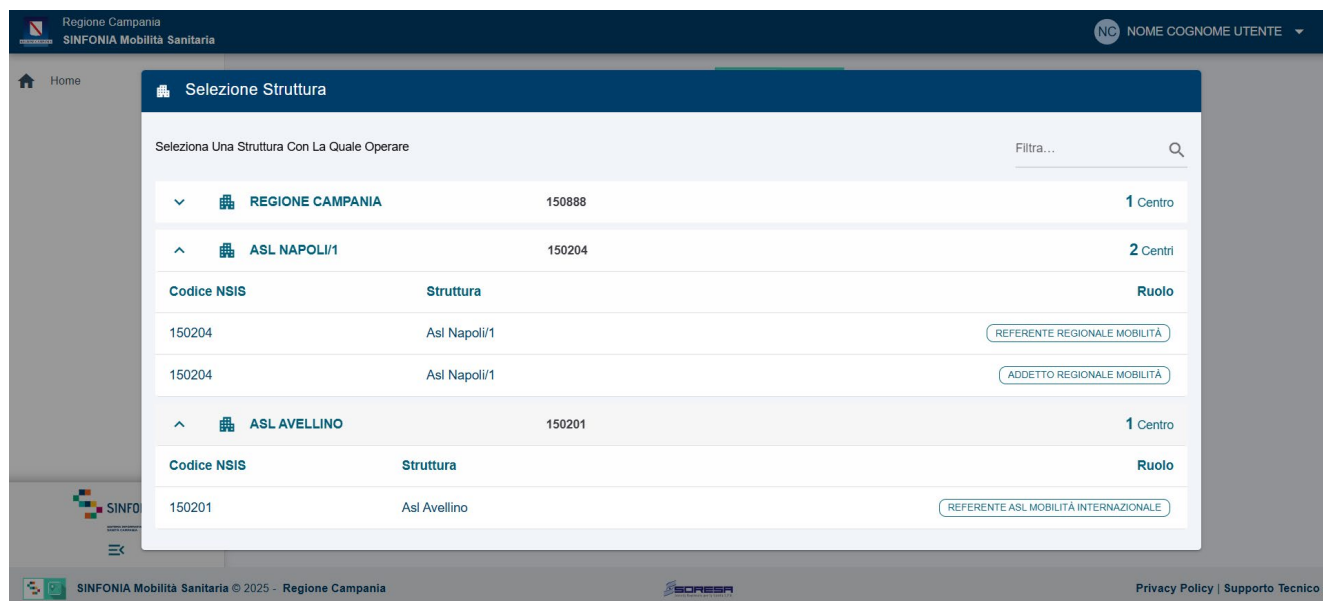 Regione Campania
SINFONIA Mobilità Sanitaria
NC NOME COGNOME UTENTE
Home
Selezione Struttura
Seleziona Una Struttura Con La Quale Operare
Filtra...
REGIONE CAMPANIA 150888 1 Centro
ASL NAPOLI/1 150204 2 Centri
Codice NSIS Struttura Ruolo
150204 Asl Napoli/1 REFERENTE REGIONALE MOBILITÀ
150204 Asl Napoli/1 ADDETTO REGIONALE MOBILITÀ
ASL AVELLINO 150201 1 Centro
Codice NSIS Struttura Ruolo
150201 Asl Avellino REFERENTE ASL MOBILITÀ INTERNAZIONALE
SINFO
SINFONIA Mobilità Sanitaria © 2025 - Regione Campania
SORESA
Privacy Policy | Supporto Tecnico